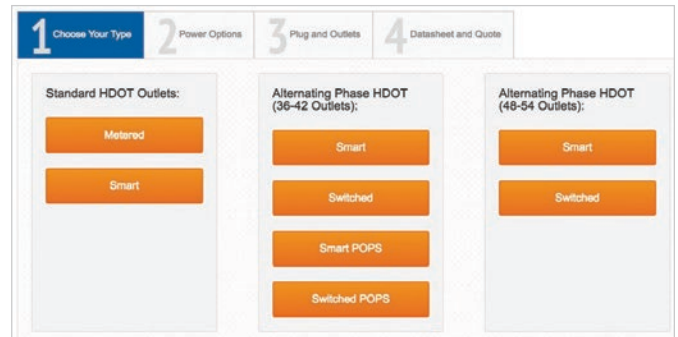 1 Choose Your Type
2 Power Options
3 Plug and Outlets
4 Datasheet and Quote
Standard HDOT Outlets:
Metered
Smart
Alternating Phase HDOT
(36-42 Outlets):
Smart
Switched
Smart POPS
Switched POPS
Alternating Phase HDOT
(48-54 Outlets):
Smart
Switched